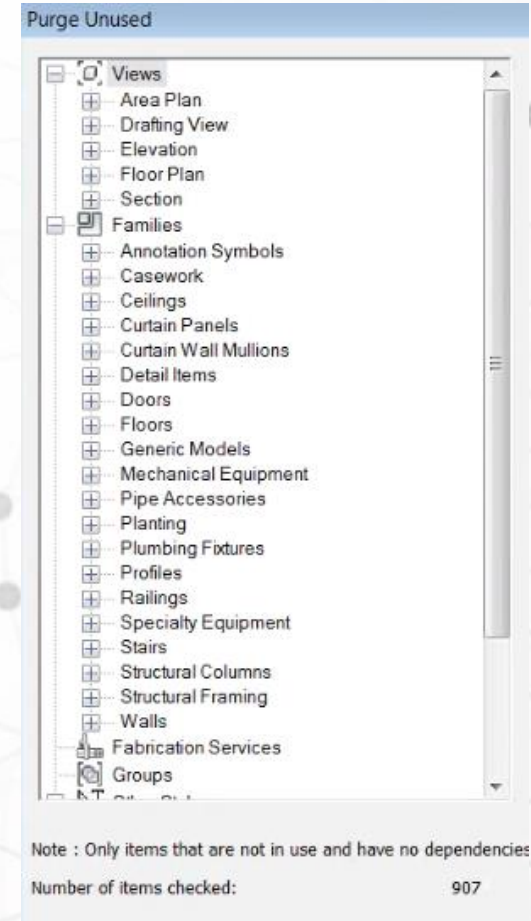 Purge Unused
Views
Area Plan
Drafting View
Elevation
Floor Plan
Section
Families
Annotation Symbols
Casework
Ceilings
Curtain Panels
Curtain Wall Mullions
Detail Items
Doors
Floors
Generic Models
Mechanical Equipment
Pipe Accessories
Planting
Plumbing Fixtures
Profiles
Railings
Specialty Equipment
Stairs
Structural Columns
Structural Framing
Walls
Fabrication Services
Groups
Note : Only items that are not in use and have no dependencies
Number of items checked: 907